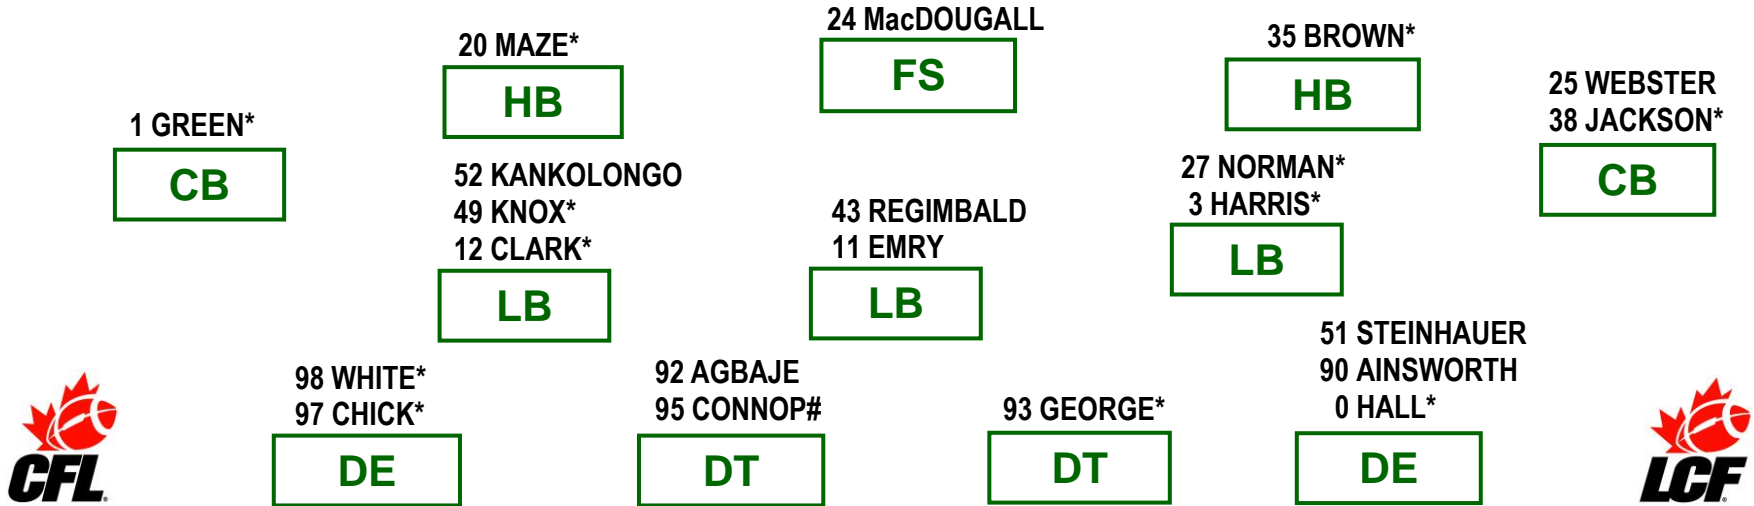 24 MacDOUGALL
FS
20 MAZE*
HB
35 BROWN*
HB
1 GREEN*
CB
25 WEBSTER
38 JACKSON*
CB
52 KANKOLONGO
49 KNOX*
12 CLARK*
LB
43 REGIMBALD
11 EMRY
LB
27 NORMAN*
3 HARRIS*
LB
98 WHITE*
97 CHICK*
DE
92 AGBAJE
95 CONNOP#
DT
93 GEORGE*
DT
51 STEINHAUER
90 AINSWORTH
0 HALL*
DE
CFL
LCF